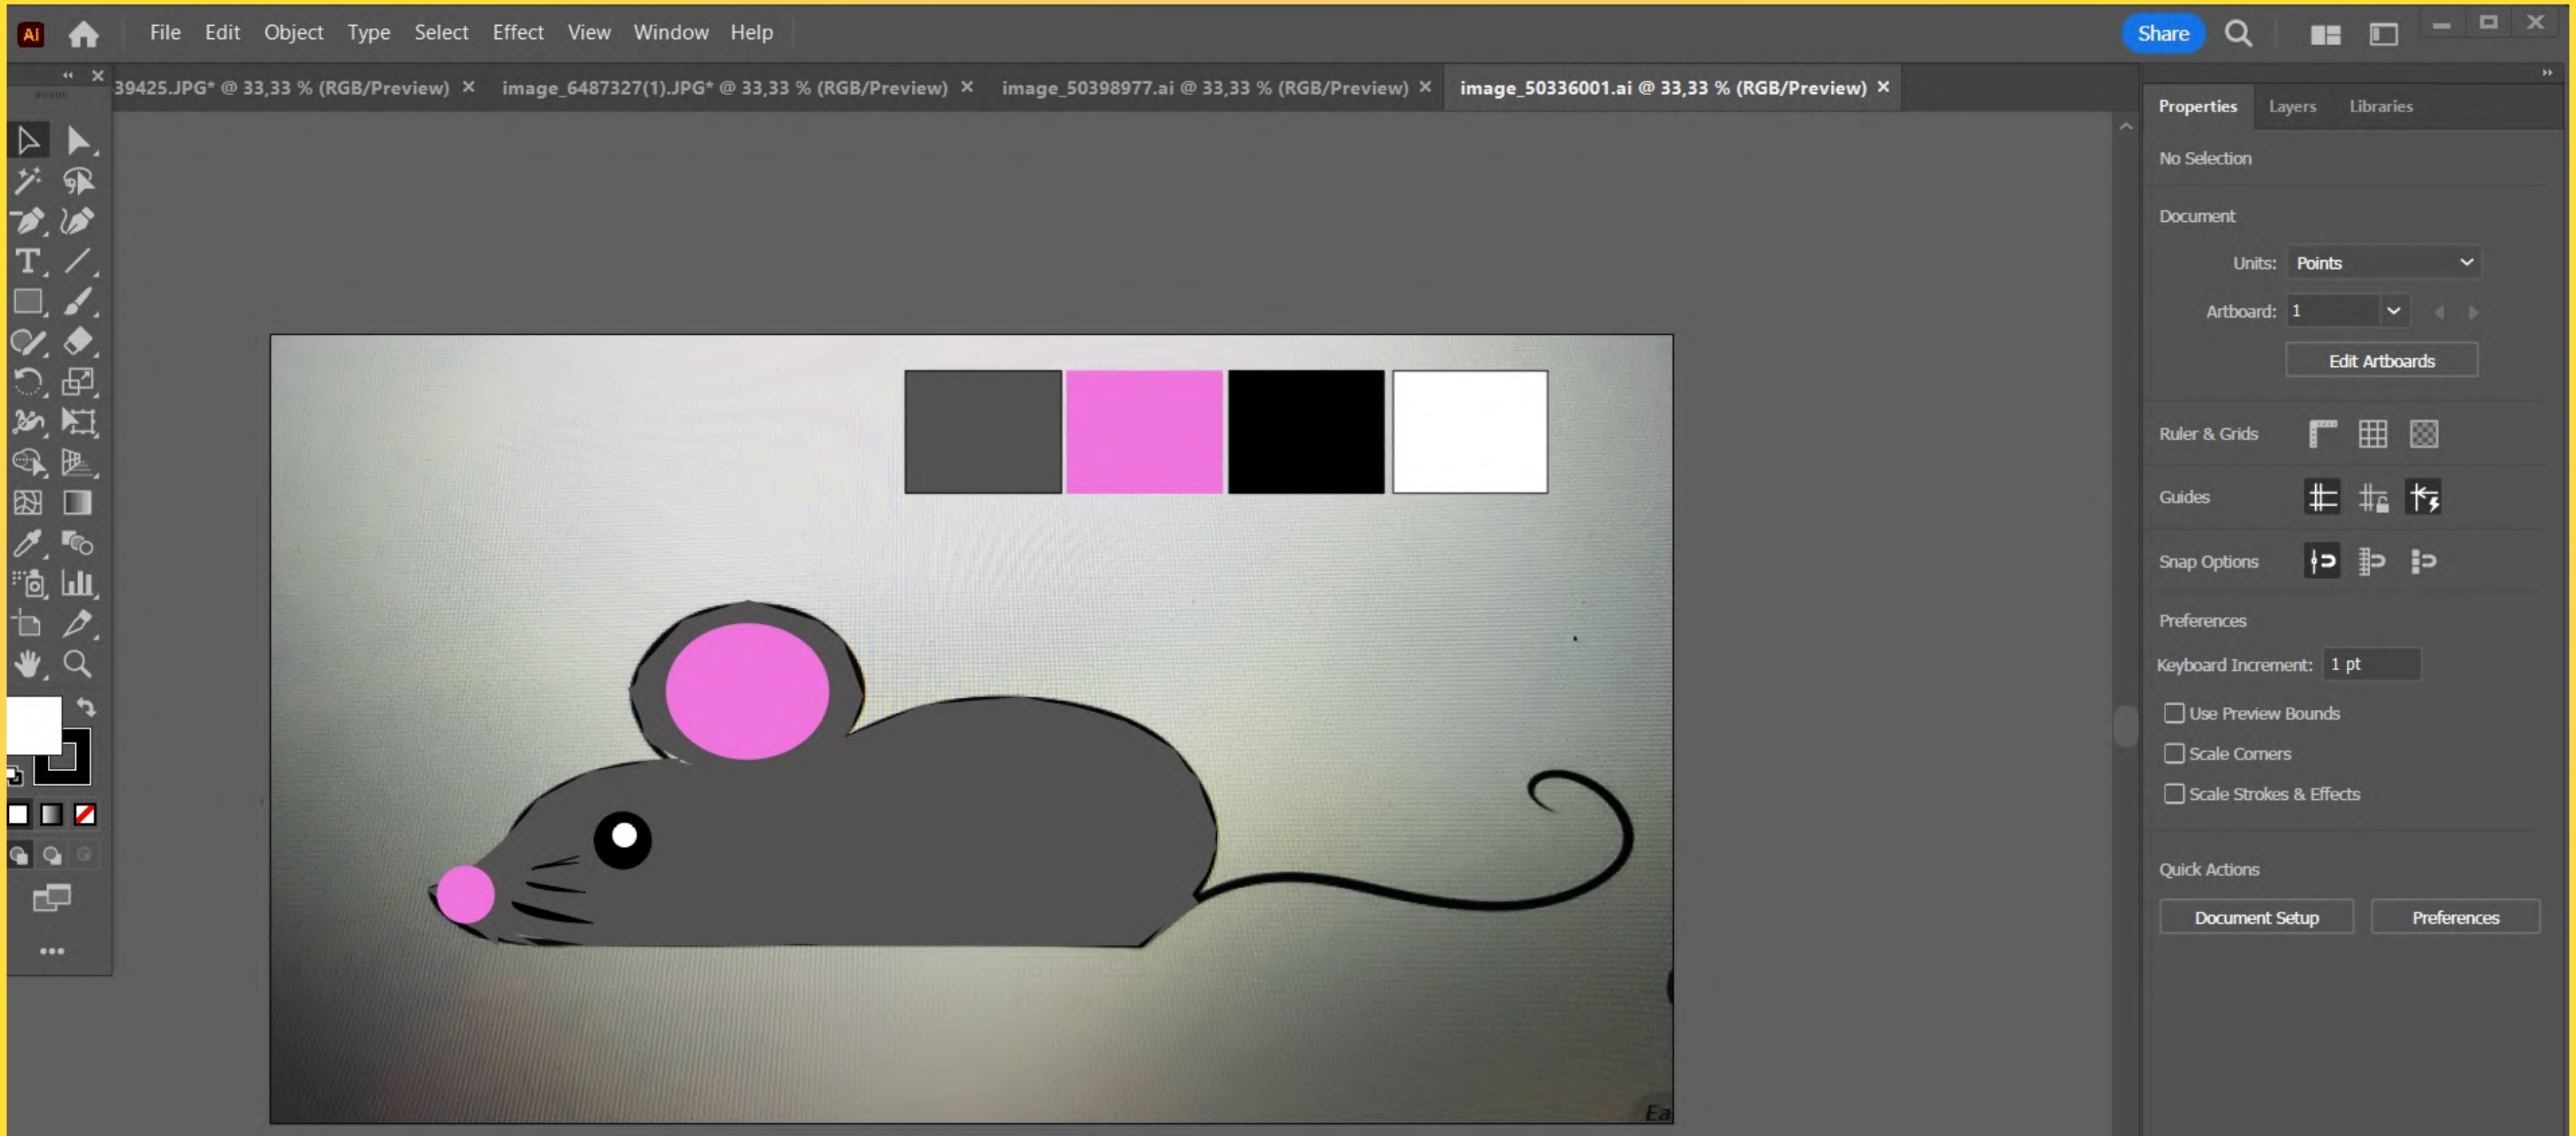 Ai File Edit Object Type Select Effect View Window Help Share
39425.JPG* @ 33,33 % (RGB/Preview) × image_6487327(1).JPG* @ 33,33 % (RGB/Preview) × image_50398977.ai @ 33,33 % (RGB/Preview) × image_50336001.ai @ 33,33 % (RGB/Preview) ×
Properties Layers Libraries
No Selection
Document
Units: Points
Artboard: 1
Edit Artboards
Ruler & Grids
Guides
Snap Options
Preferences
Keyboard Increment: 1 pt
Use Preview Bounds
Scale Corners
Scale Strokes & Effects
Quick Actions
Document Setup Preferences
Ea